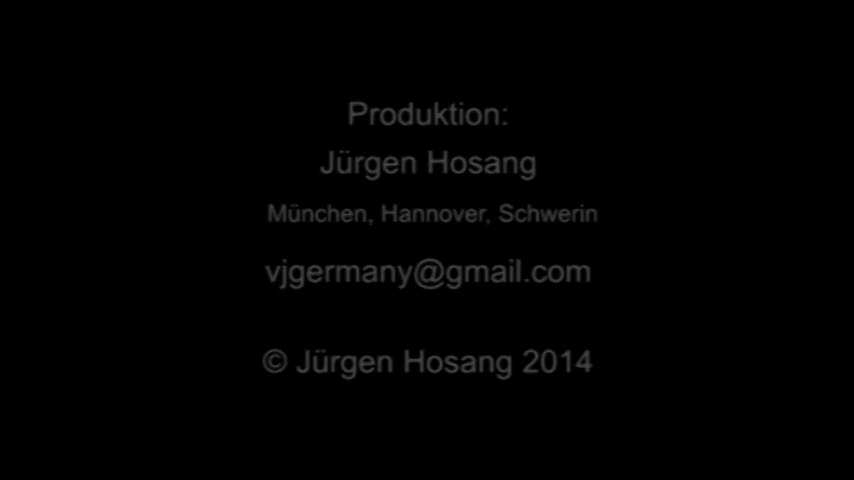 Produktion:
Jürgen Hosang
München, Hannover, Schwerin
vjgermany@gmail.com
© Jürgen Hosang 2014